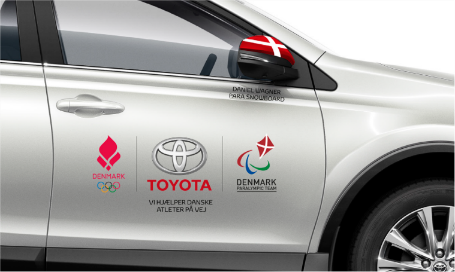 DANIEL WAGNER
PARA SNOWBOARD
DENMARK
TOYOTA
VI HJÆLPER DANSKE
ATLETER PÅ VEJ
DENMARK
PARALYMPIC TEAM